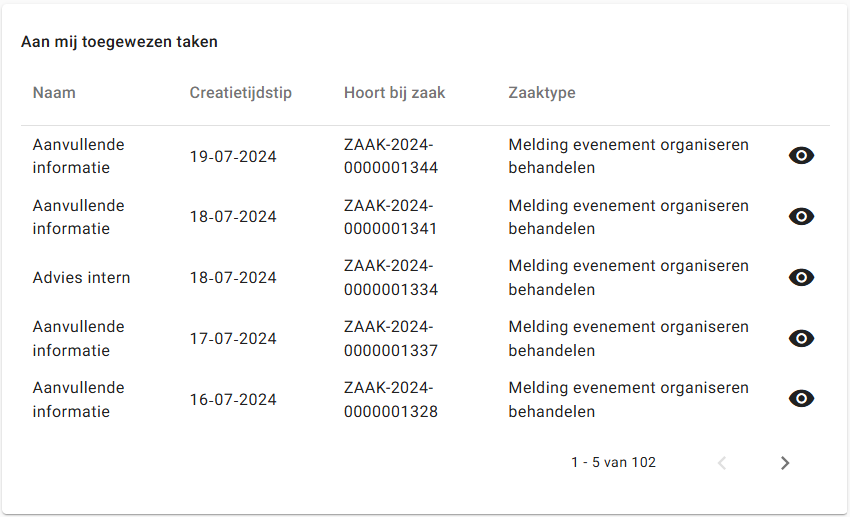 Aan mij toegewezen taken
Naam Creatietijdstip Hoort bij zaak Zaaktype
Aanvullende informatie 19-07-2024 ZAAK-2024-0000001344 Melding evenement organiseren behandelen
Aanvullende informatie 18-07-2024 ZAAK-2024-0000001341 Melding evenement organiseren behandelen
Advies intern 18-07-2024 ZAAK-2024-0000001334 Melding evenement organiseren behandelen
Aanvullende informatie 17-07-2024 ZAAK-2024-0000001337 Melding evenement organiseren behandelen
Aanvullende informatie 16-07-2024 ZAAK-2024-0000001328 Melding evenement organiseren behandelen
1 - 5 van 102